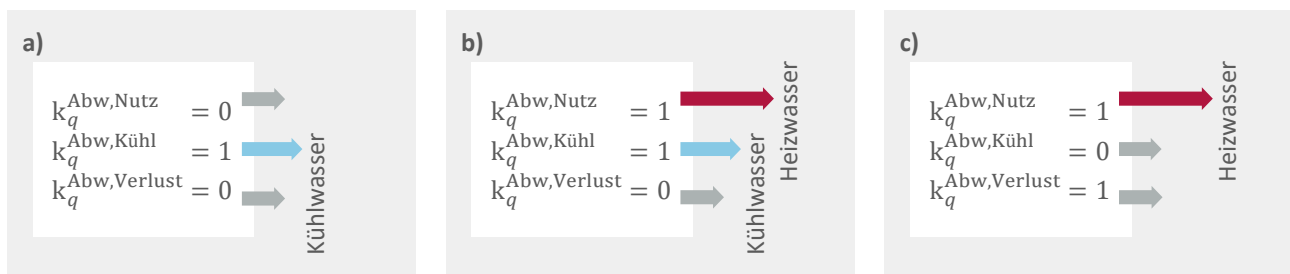 a)
k_q^{Abw,Nutz} = 0
k_q^{Abw,Kühl} = 1
k_q^{Abw,Verlust} = 0
Kühlwasser
b)
k_q^{Abw,Nutz} = 1
k_q^{Abw,Kühl} = 1
k_q^{Abw,Verlust} = 0
Kühlwasser
Heizwasser
c)
k_q^{Abw,Nutz} = 1
k_q^{Abw,Kühl} = 0
k_q^{Abw,Verlust} = 1
Heizwasser